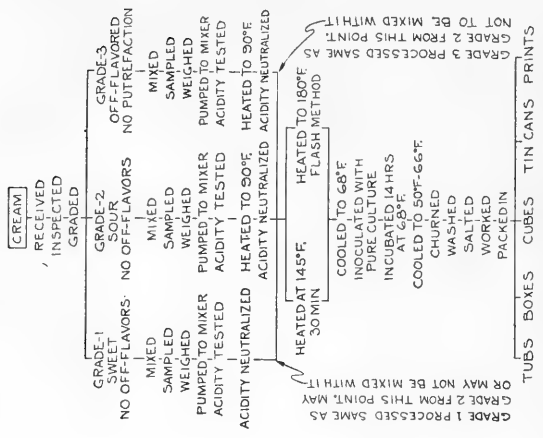 CREAM
RECEIVED
INSPECTED
GRADED
GRADE-1
SWEET
NO OFF-FLAVORS
MIXED
SAMPLED
WEIGHED
PUMPED TO MIXER
ACIDITY TESTED
ACIDITY NEUTRALIZED
GRADE-2
SOUR
NO OFF-FLAVORS
MIXED
SAMPLED
WEIGHED
PUMPED TO MIXER
ACIDITY TESTED
HEATED TO 90°F.
ACIDITY NEUTRALIZED
GRADE-3
OFF-FLAVORED
NO PUTREFACTION
MIXED
SAMPLED
WEIGHED
PUMPED TO MIXER
ACIDITY TESTED
HEATED TO 90°F.
ACIDITY NEUTRALIZED
GRADE 1 PROCESSED SAME AS
GRADE 2 FROM THIS POINT. MAY
OR MAY NOT BE MIXED WITH IT
GRADE 3 PROCESSED SAME AS
GRADE 2 FROM THIS POINT.
NOT TO BE MIXED WITH IT
HEATED AT 145°F.
30 MIN
HEATED TO 180°F.
FLASH METHOD
COOLED TO 68°F.
INOCULATED WITH
PURE CULTURE
INCUBATED 14 HRS
AT 68°F.
COOLED TO 50°F-66°F.
CHURNED
WASHED
SALTED
WORKED
PACKED IN
TUBS BOXES CUBES TIN CANS PRINTS